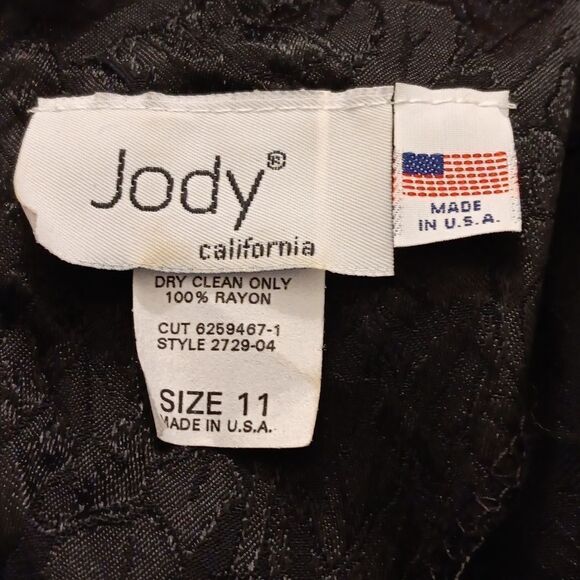 Jody®
california
MADE
IN U.S.A.
DRY CLEAN ONLY
100% RAYON
CUT 6259467-1
STYLE 2729-04
SIZE 11
MADE IN U.S.A.